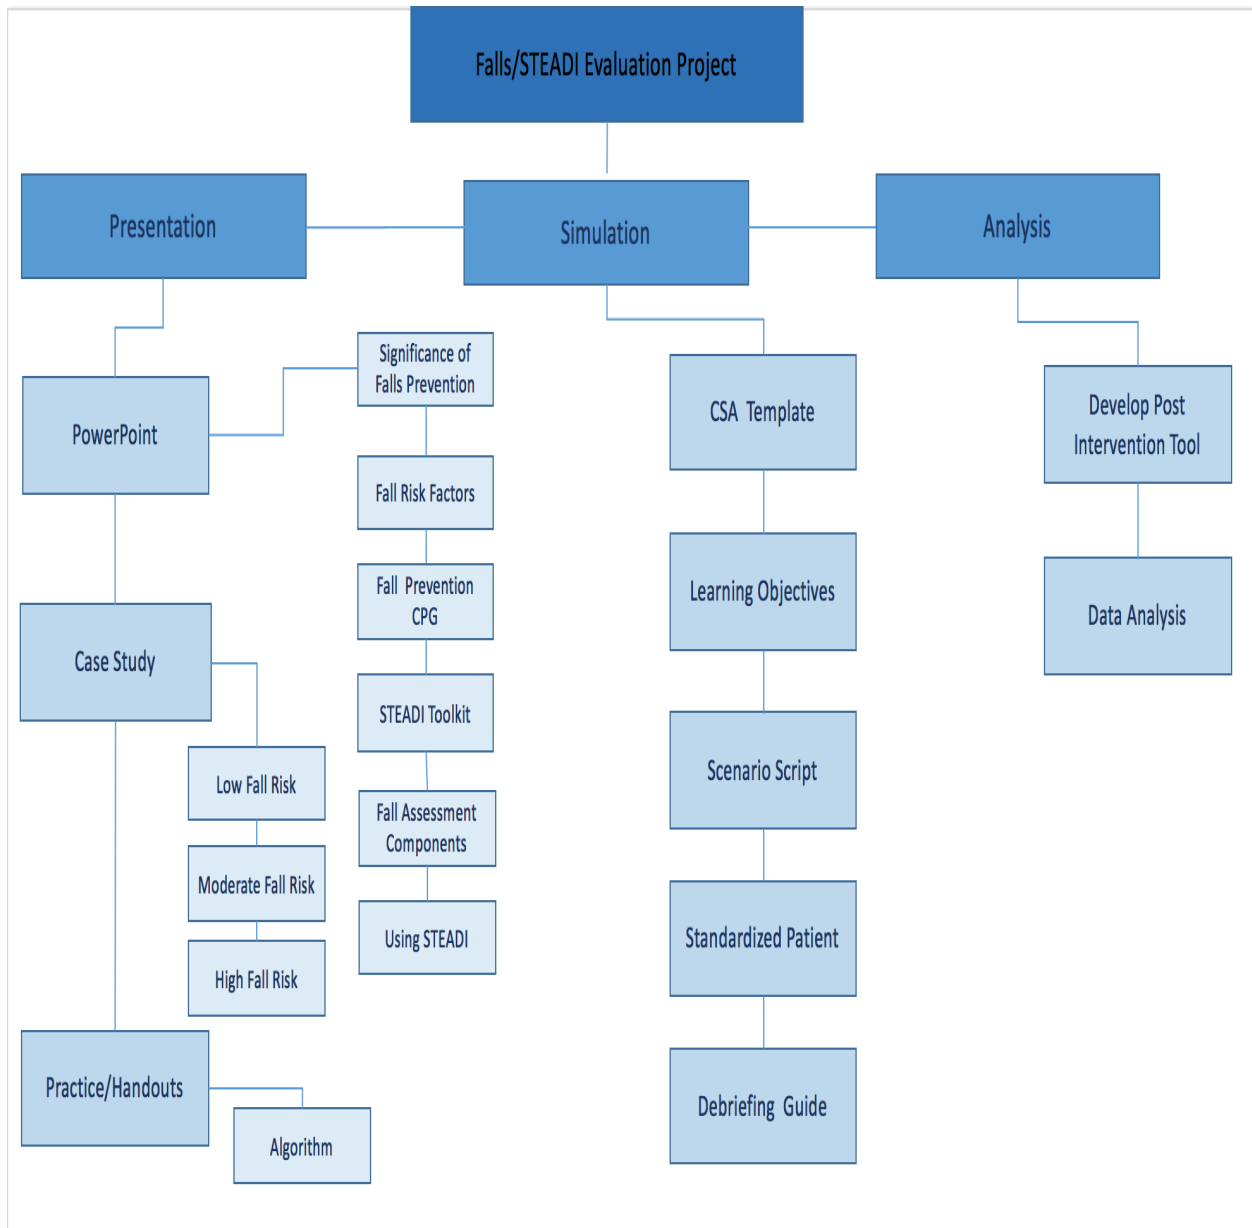 Falls/STEADI Evaluation Project
Presentation
Simulation
Analysis
PowerPoint
Case Study
Practice/Handouts
Significance of
Falls Prevention
Fall Risk Factors
Fall Prevention
CPG
STEADI Toolkit
Fall Assessment
Components
Using STEADI
Low Fall Risk
Moderate Fall Risk
High Fall Risk
Algorithm
CSA Template
Learning Objectives
Scenario Script
Standardized Patient
Debriefing Guide
Develop Post
Intervention Tool
Data Analysis